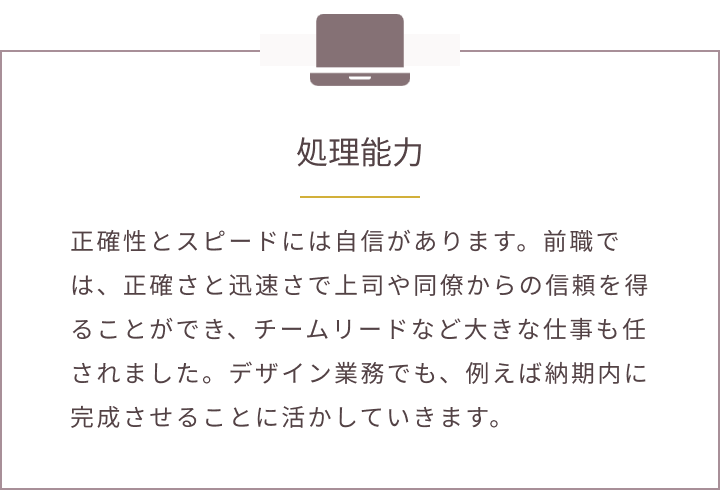 処理能力
正確性とスピードには自信があります。前職で
は、正確さと迅速さで上司や同僚からの信頼を得
ることができ、チームリードなど大きな仕事も任
されました。デザイン業務でも、例えば納期内に
完成させることに活かしていきます。